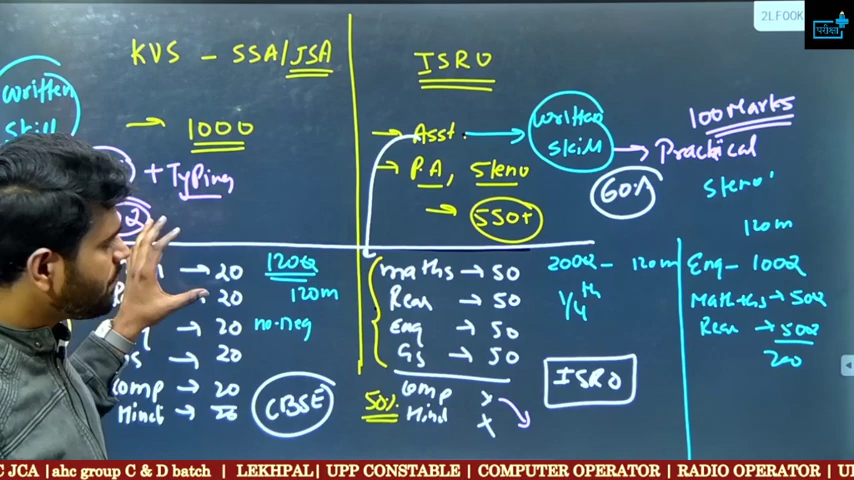 2LF00K
परीक्षा
KVS - SSA/JSA
written
skill
→ 1000
+ Typing
2
→ 20
→ 20
→ 20
→ 20
Comp → 20
Hindi → 20
120Q
120m
no-neg
CBSE
ISRO
→ Asst. →
→ P.A, Steno
→ 550+
written
skill
→ Practical
100 Marks
60%
Steno
maths → 50
Reas → 50
Eng → 50
GS → 50
Comp x
Hindi x
50%
200Q - 120m
1/4th
ISRO
120m
Eng - 100Q
Maths → 50Q
Reas → 50Q
200
C JCA |ahc group C & D batch | LEKHPAL| UPP CONSTABLE | COMPUTER OPERATOR | RADIO OPERATOR |